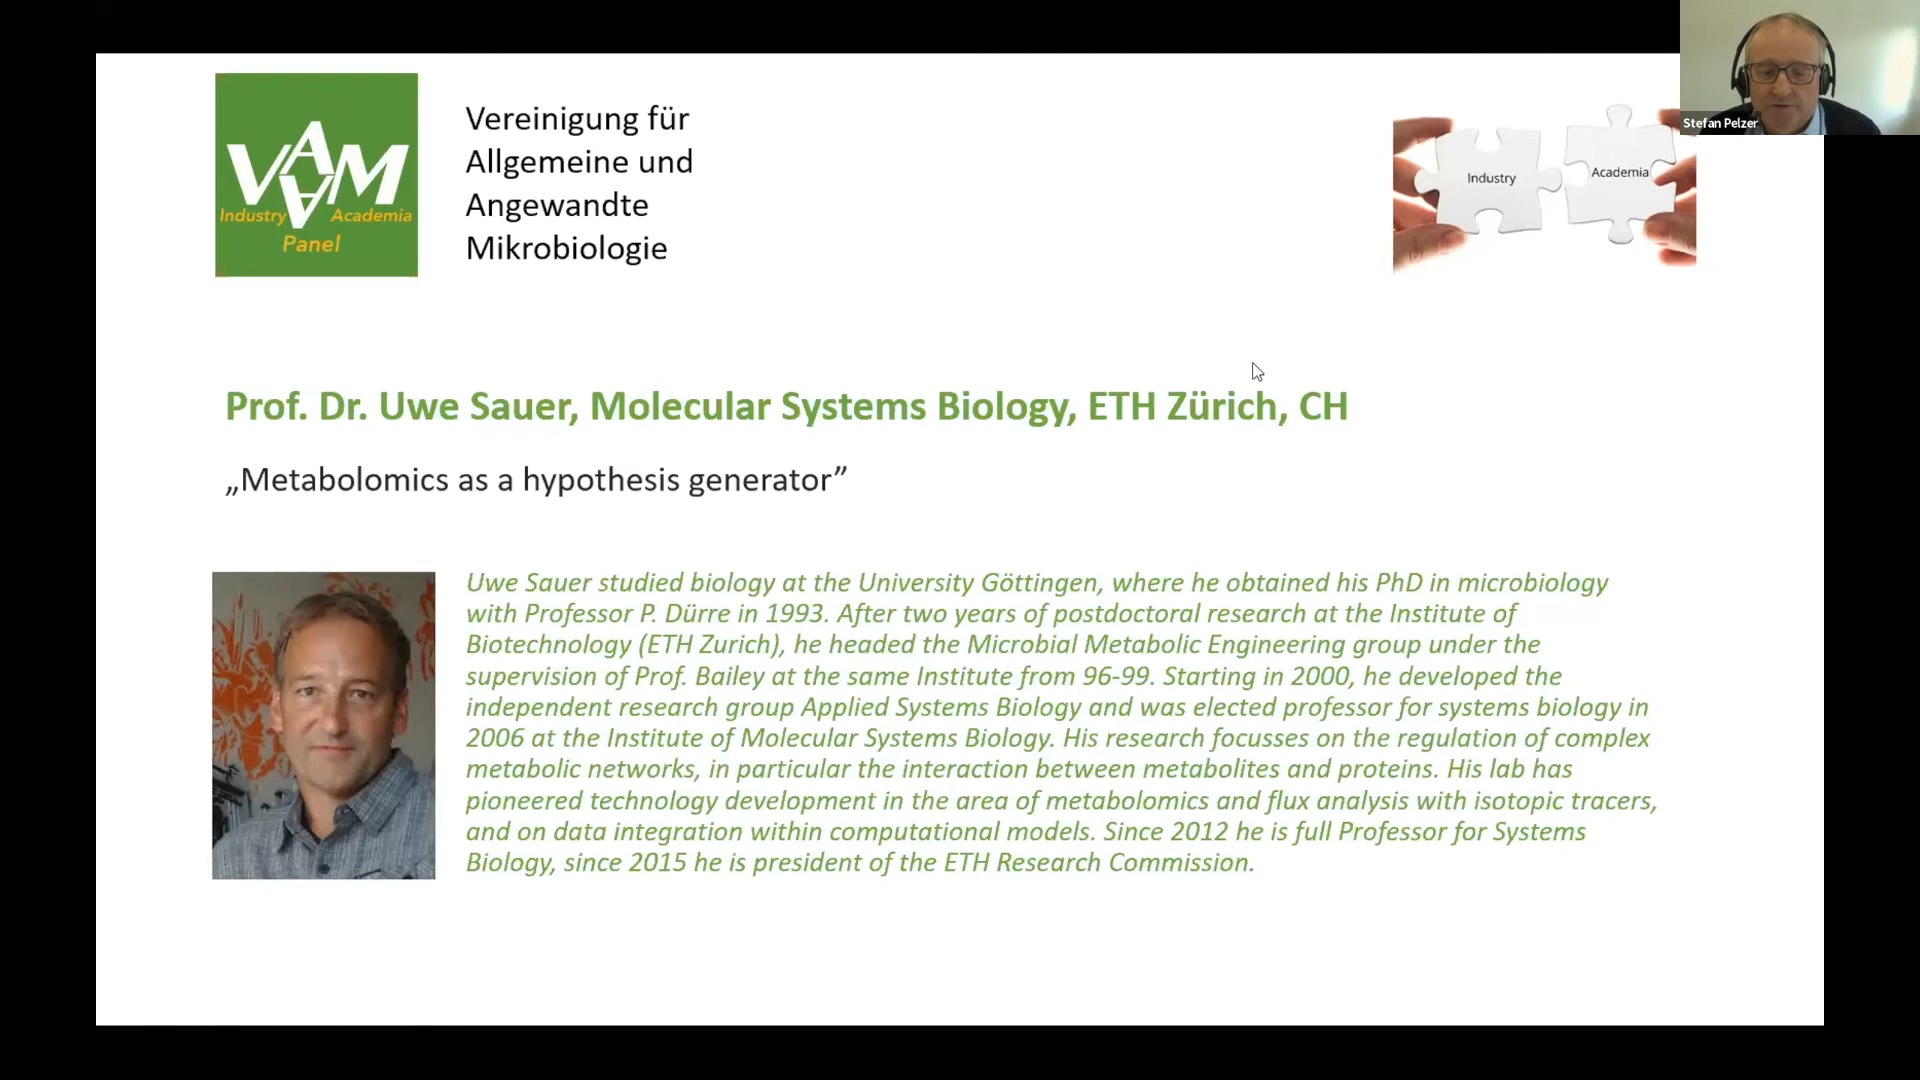 VAAM
Industry Academia
Panel
Vereinigung für
Allgemeine und
Angewandte
Mikrobiologie
Industry
Academia
Stefan Pelzer
Prof. Dr. Uwe Sauer, Molecular Systems Biology, ETH Zürich, CH
„Metabolomics as a hypothesis generator”
Uwe Sauer studied biology at the University Göttingen, where he obtained his PhD in microbiology
with Professor P. Dürre in 1993. After two years of postdoctoral research at the Institute of
Biotechnology (ETH Zurich), he headed the Microbial Metabolic Engineering group under the
supervision of Prof. Bailey at the same Institute from 96-99. Starting in 2000, he developed the
independent research group Applied Systems Biology and was elected professor for systems biology in
2006 at the Institute of Molecular Systems Biology. His research focusses on the regulation of complex
metabolic networks, in particular the interaction between metabolites and proteins. His lab has
pioneered technology development in the area of metabolomics and flux analysis with isotopic tracers,
and on data integration within computational models. Since 2012 he is full Professor for Systems
Biology, since 2015 he is president of the ETH Research Commission.